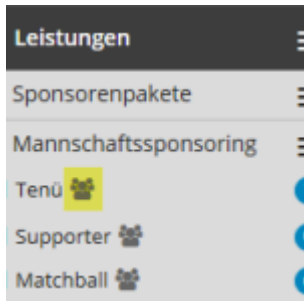 Leistungen
Sponsorenpakete
Mannschaftssponsoring
Tenü
Supporter
Matchball